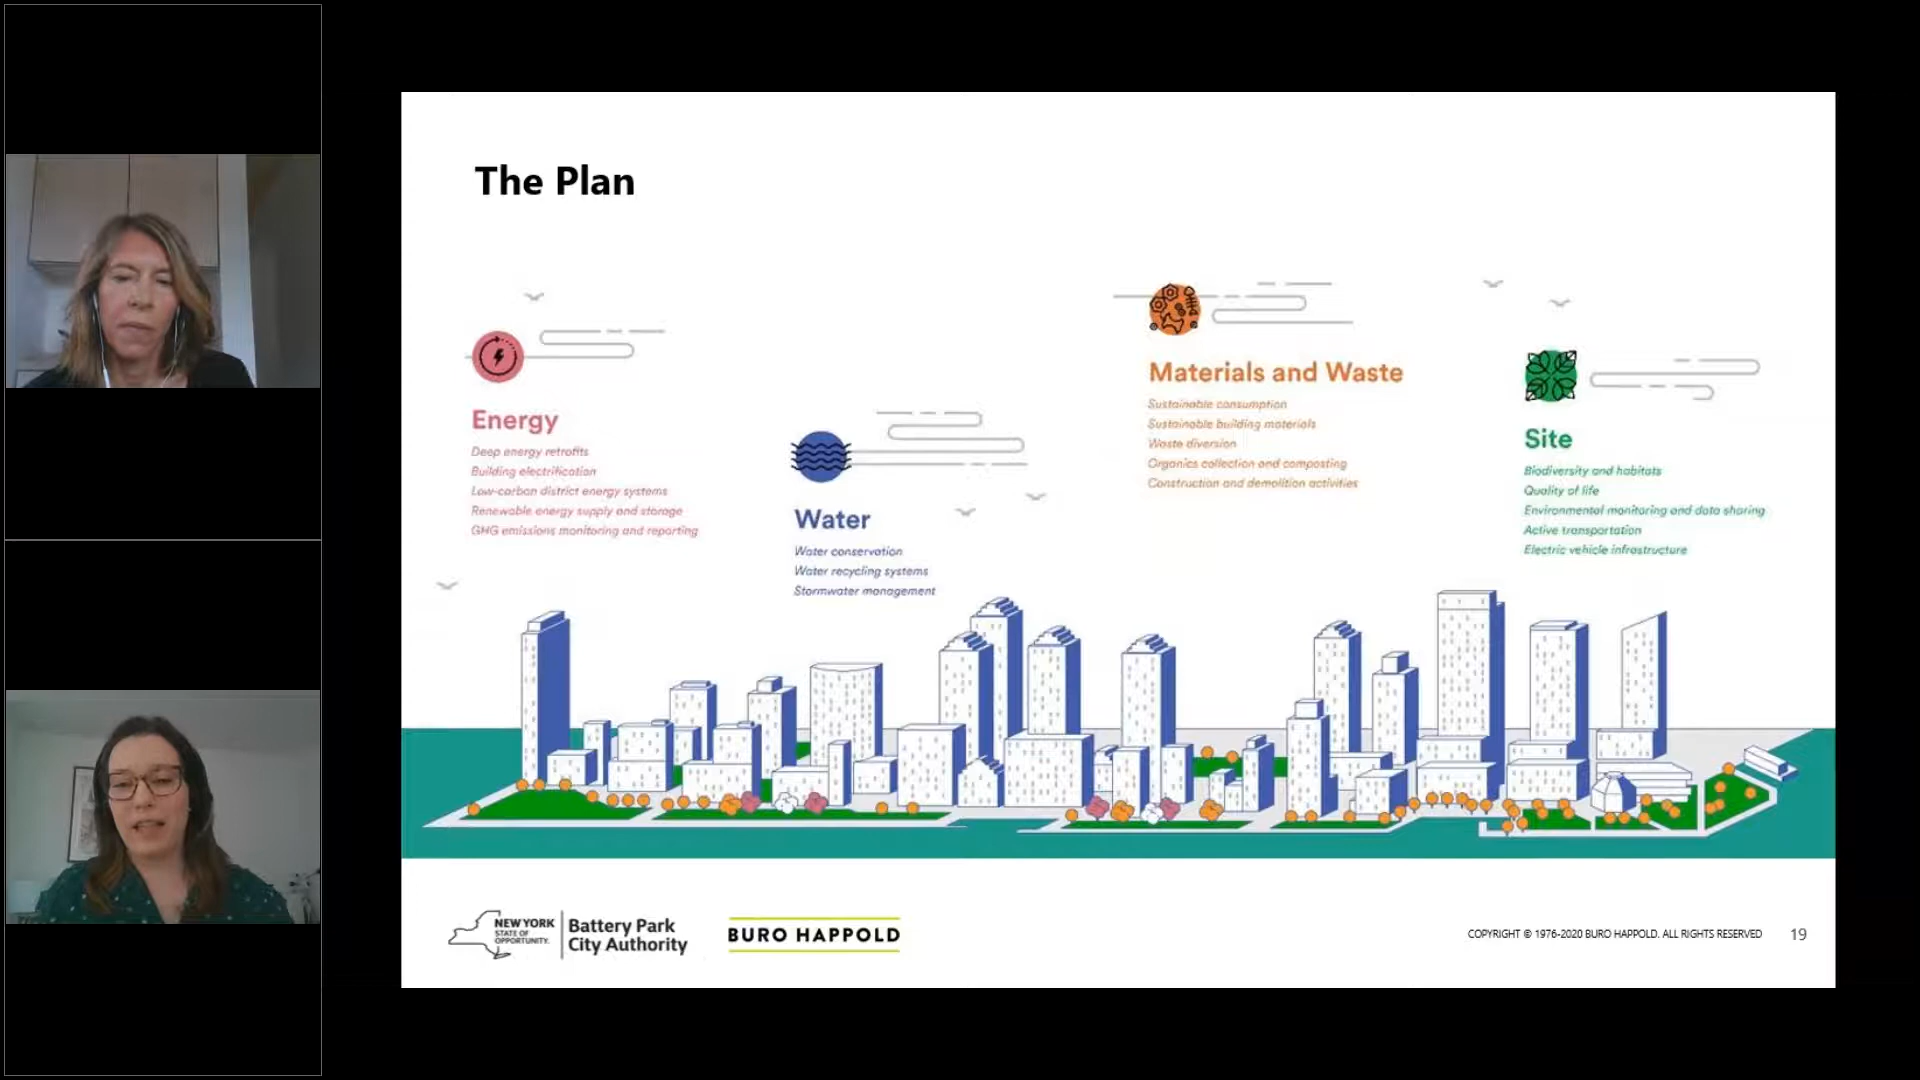 The Plan
Energy
Deep energy retrofits
Building electrification
Low-carbon district energy systems
Renewable energy supply and storage
GHG emissions monitoring and reporting
Water
Water conservation
Water recycling systems
Stormwater management
Materials and Waste
Sustainable consumption
Sustainable building materials
Waste diversion
Organics collection and composting
Construction and demolition activities
Site
Biodiversity and habitats
Quality of life
Environmental monitoring and data sharing
Active transportation
Electric vehicle infrastructure
NEW YORK
STATE OF
OPPORTUNITY.
Battery Park
City Authority
BURO HAPPOLD
COPYRIGHT © 1976-2020 BURO HAPPOLD. ALL RIGHTS RESERVED
19